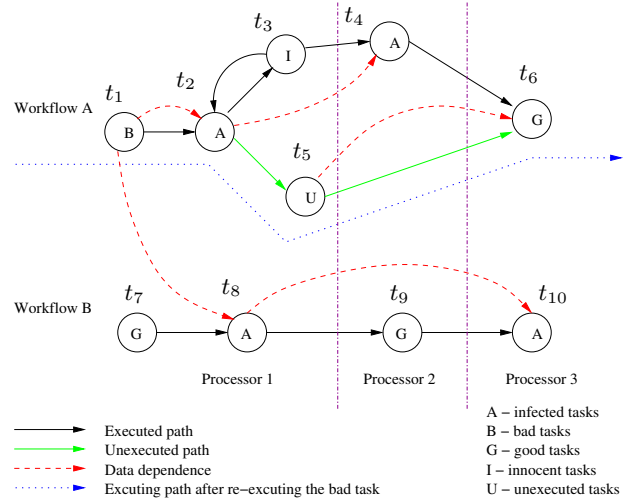 t3
t4
I
A
t2
t6
t1
Workflow A
B
A
G
t5
U
t7
t8
t9
t10
Workflow B
G
A
G
A
Processor 1
Processor 2
Processor 3
Executed path
Unexecuted path
Data dependence
Excuting path after re-excuting the bad task
A – infected tasks
B – bad tasks
G – good tasks
I – innocent tasks
U – unexecuted tasks